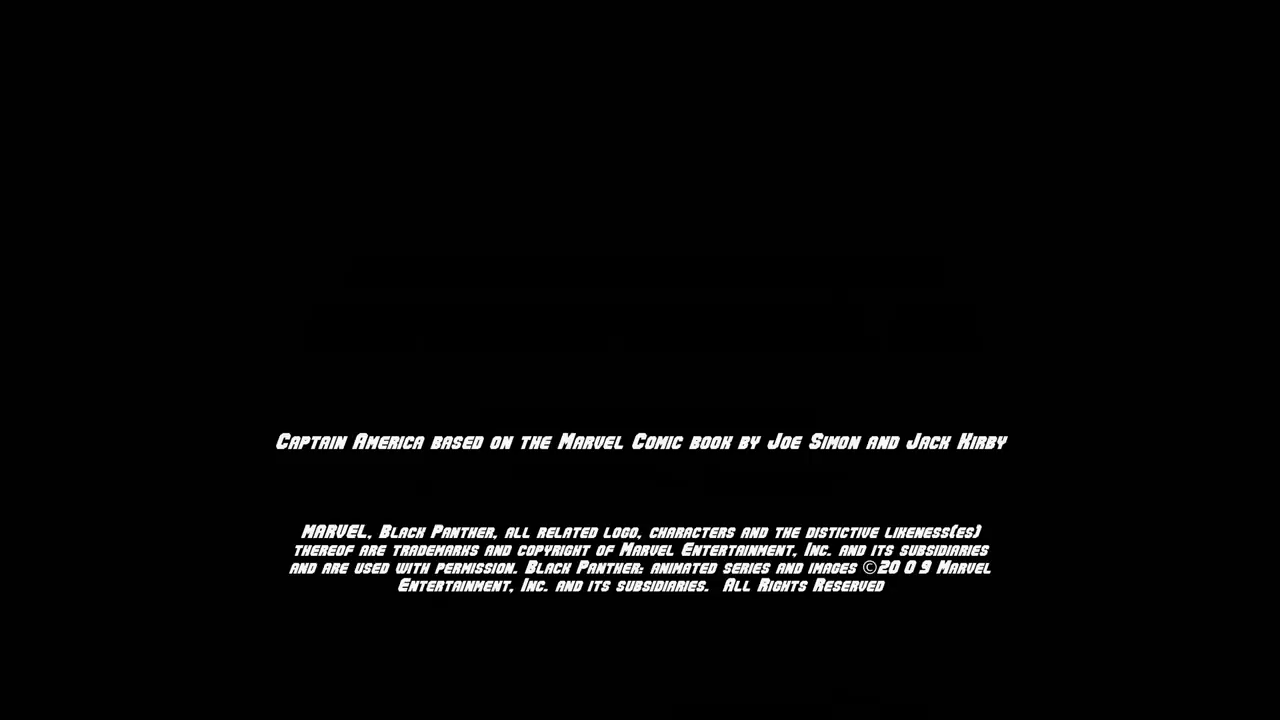 Captain America based on the Marvel Comic book by Joe Simon and Jack Kirby
MARVEL, Black Panther, all related logo, characters and the distictive likeness(es)
thereof are trademarks and copyright of Marvel Entertainment, Inc. and its subsidiaries
and are used with permission. Black Panther: animated series and images ©20 0 9 Marvel
Entertainment, Inc. and its subsidiaries. All Rights Reserved